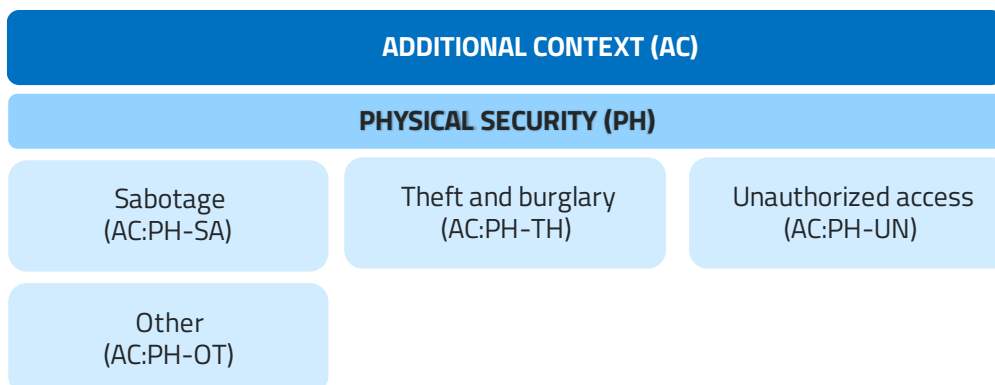 ADDITIONAL CONTEXT (AC)
PHYSICAL SECURITY (PH)
Sabotage
(AC:PH-SA)
Theft and burglary
(AC:PH-TH)
Unauthorized access
(AC:PH-UN)
Other
(AC:PH-OT)